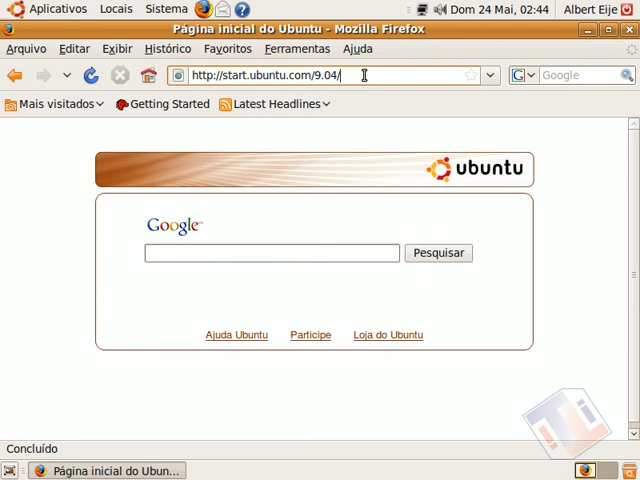 Aplicativos Locais Sistema Dom 24 Mai, 02:44 Albert Eije
Página inicial do Ubuntu - Mozilla Firefox
Arquivo Editar Exibir Histórico Favoritos Ferramentas Ajuda
http://start.ubuntu.com/9.04/ G Google
Mais visitados Getting Started Latest Headlines
ubuntu
Google™
Pesquisar
Ajuda Ubuntu Participe Loja do Ubuntu
Concluído
Página inicial do Ubun...